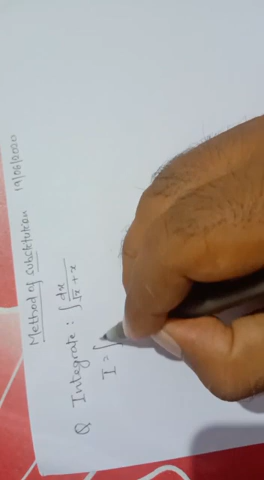 Method of substitution 19/06/2020
Q Integrate : ∫ dx / √x + x
I = ∫